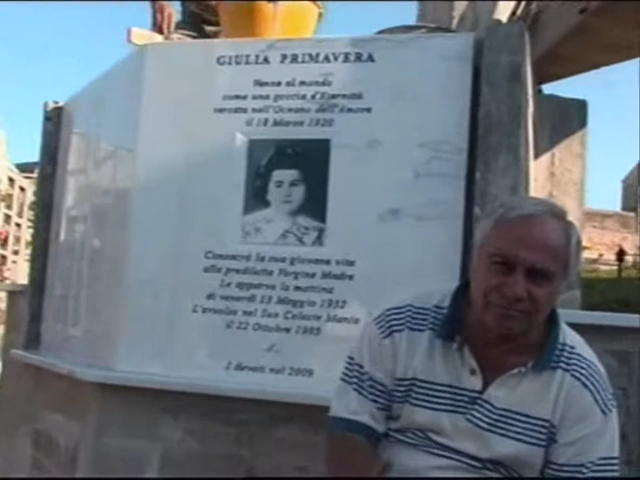 GIULIA PRIMAVERA
Venne al mondo
come una goccia d'Eternità
versata nell'Oceano dell'Amore
il 18 Marzo 1920
Consacrò la sua giovane vita
alla prediletta Vergine Madre
Le apparve la mattina
di venerdì 13 Maggio 1932
L'avvolse nel Suo Celeste Manto
il 22 Ottobre 1985
I devoti nel 2009